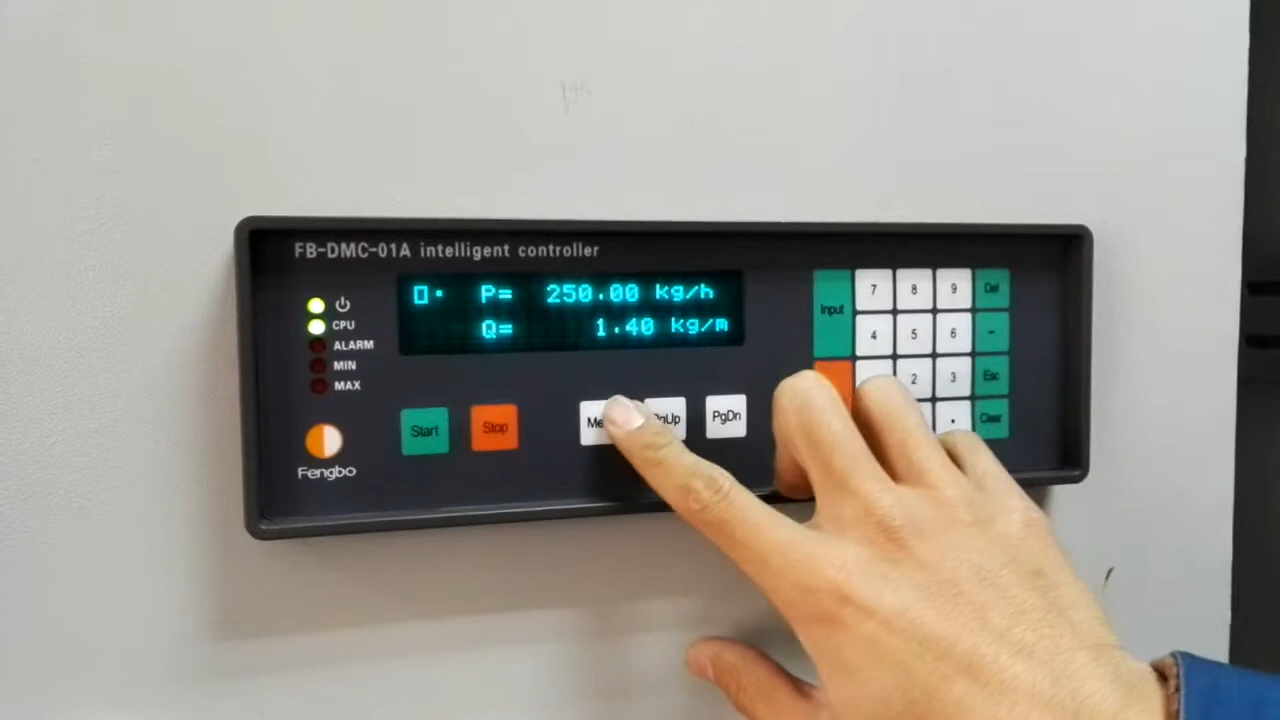 FB-DMC-01A intelligent controller
P= 250.00 kg/h
Q= 1.40 kg/m
CPU
ALARM
MIN
MAX
Fengbo
Start
Stop
PgUp
PgDn
Input
7 8 9 Del
4 5 6 -
2 3 Esc
. Clear